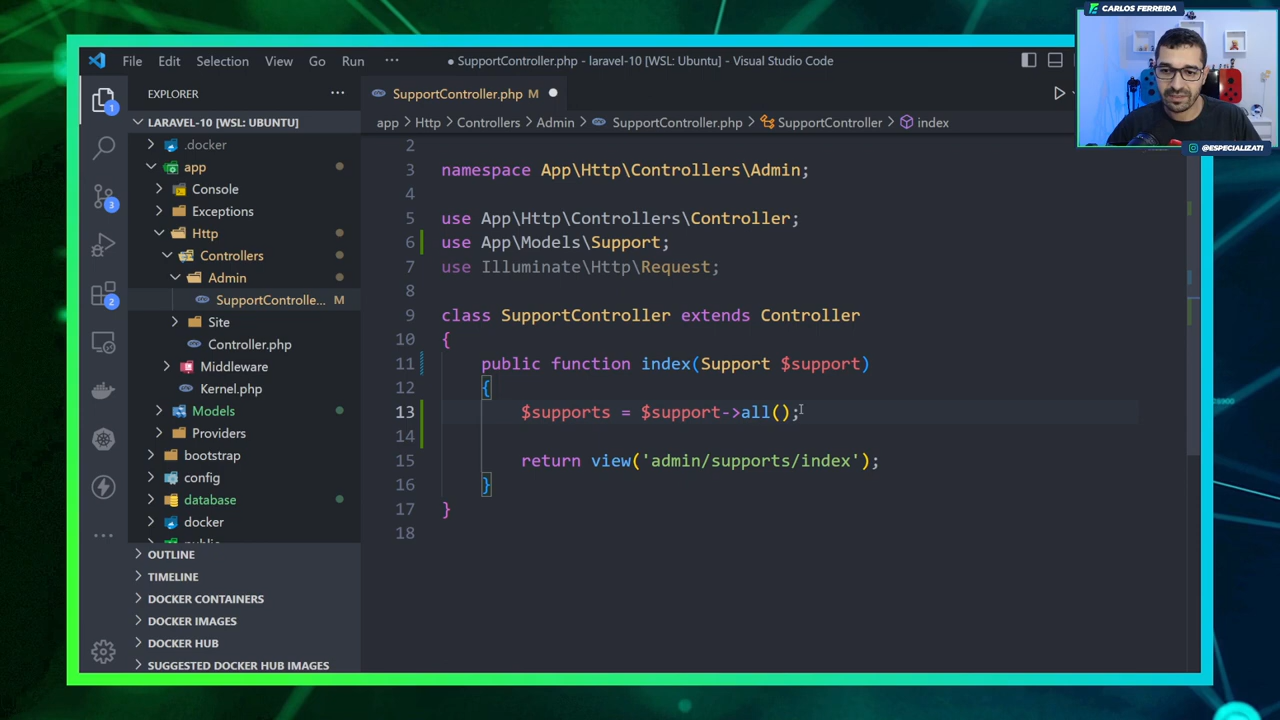 CARLOS FERREIRA
@ESPECIALIZATI
File Edit Selection View Go Run ···
● SupportController.php - laravel-10 [WSL: Ubuntu] - Visual Studio Code
EXPLORER ···
SupportController.php M ●
LARAVEL-10 [WSL: UBUNTU]
app > Http > Controllers > Admin > SupportController.php > SupportController > index
.docker
app
Console
Exceptions
Http
Controllers
Admin
SupportControlle... M
Site
Controller.php
Middleware
Kernel.php
Models
Providers
bootstrap
config
database
docker
OUTLINE
TIMELINE
DOCKER CONTAINERS
DOCKER IMAGES
DOCKER HUB
SUGGESTED DOCKER HUB IMAGES
1
3
2
2
3 namespace App\Http\Controllers\Admin;
4
5 use App\Http\Controllers\Controller;
6 use App\Models\Support;
7 use Illuminate\Http\Request;
8
9 class SupportController extends Controller
10 {
11 public function index(Support $support)
12 {
13 $supports = $support->all();
14
15 return view('admin/supports/index');
16 }
17 }
18